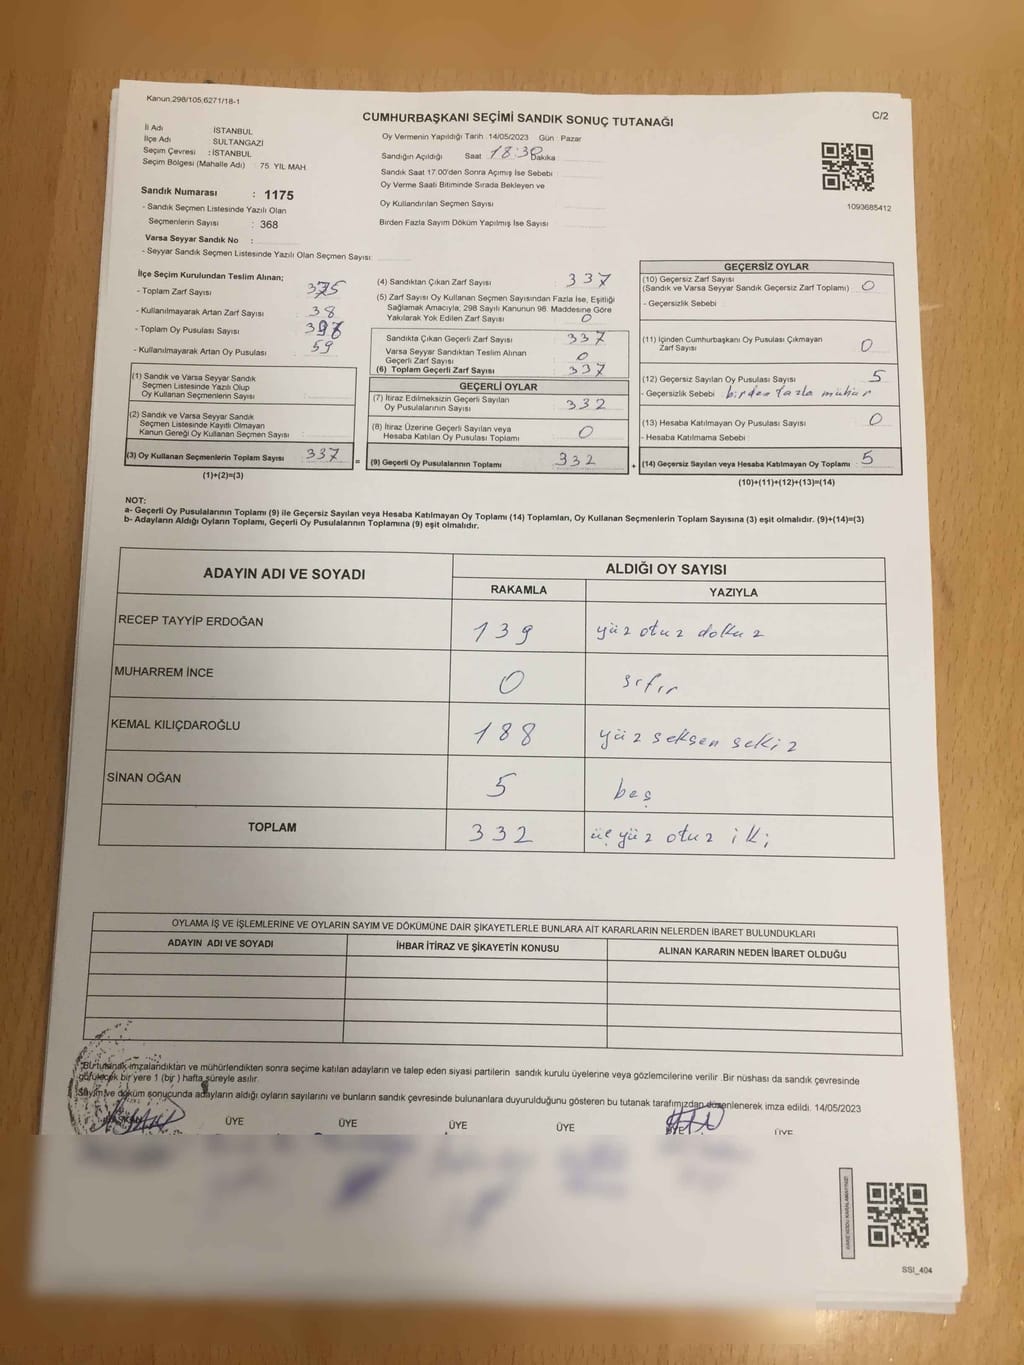 Kanun,298/105,6271/18-1
CUMHURBAŞKANI SEÇİMİ SANDIK SONUÇ TUTANAĞI
C/2
İl Adı İSTANBUL
İlçe Adı SULTANGAZİ
Seçim Çevresi : İSTANBUL
Seçim Bölgesi (Mahalle Adı) : 75 YIL MAH
Sandık Numarası : 1175
- Sandık Seçmen Listesinde Yazılı Olan
Seçmenlerin Sayısı : 368
Varsa Seyyar Sandık No :
- Seyyar Sandık Seçmen Listesinde Yazılı Olan Seçmen Sayısı:
Oy Vermenin Yapıldığı Tarih : 14/05/2023 Gün : Pazar
Sandığın Açıldığı Saat 18:30 Dakika
Sandık Saat 17.00'den Sonra Açımış İse Sebebi
Oy Verme Saati Bitiminde Sırada Bekleyen ve
Oy Kullandırılan Seçmen Sayısı
Birden Fazla Sayım Döküm Yapılmış İse Sayısı
1093685412
İlçe Seçim Kurulundan Teslim Alınan;
- Toplam Zarf Sayısı 375
- Kullanılmayarak Artan Zarf Sayısı 38
- Toplam Oy Pusulası Sayısı
- Kullanılmayarak Artan Oy Pusulası 59
(1) Sandık ve Varsa Seyyar Sandık
Seçmen Listesinde Yazılı Olup
Oy Kullanan Seçmenlerin Sayısı :
(2) Sandık ve Varsa Seyyar Sandık
Seçmen Listesinde Kayıtlı Olmayan
Kanun Gereği Oy Kullanan Seçmen Sayısı :
(3) Oy Kullanan Seçmenlerin Toplam Sayısı : 337
(1)+(2)=(3)
=
(4) Sandıktan Çıkan Zarf Sayısı 337
(5) Zarf Sayısı Oy Kullanan Seçmen Sayısından Fazla İse, Eşitliği
Sağlamak Amacıyla, 298 Sayılı Kanunun 98. Maddesine Göre
Yakılarak Yok Edilen Zarf Sayısı 0
Sandıkta Çıkan Geçerli Zarf Sayısı 337
Varsa Seyyar Sandıktan Teslim Alınan
Geçerli Zarf Sayısı 0
(6) Toplam Geçerli Zarf Sayısı 337
GEÇERLİ OYLAR
(7) İtiraz Edilmeksizin Geçerli Sayılan
Oy Pusulalarının Sayısı 332
(8) İtiraz Üzerine Geçerli Sayılan veya
Hesaba Katılan Oy Pusulası Toplamı 0
(9) Geçerli Oy Pusulalarının Toplamı 332
+
GEÇERSİZ OYLAR
(10) Geçersiz Zarf Sayısı
(Sandık ve Varsa Seyyar Sandık Geçersiz Zarf Toplamı) 0
- Geçersizlik Sebebi :
(11) İçinden Cumhurbaşkanı Oy Pusulası Çıkmayan
Zarf Sayısı 0
(12) Geçersiz Sayılan Oy Pusulası Sayısı 5
- Geçersizlik Sebebi : birden fazla mühür
(13) Hesaba Katılmayan Oy Pusulası Sayısı 0
- Hesaba Katılmama Sebebi :
(14) Geçersiz Sayılan veya Hesaba Katılmayan Oy Toplamı : 5
(10)+(11)+(12)+(13)=(14)
NOT:
a- Geçerli Oy Pusulalarının Toplamı (9) ile Geçersiz Sayılan veya Hesaba Katılmayan Oy Toplamı (14) Toplamları, Oy Kullanan Seçmenlerin Toplam Sayısına (3) eşit olmalıdır. (9)+(14)=(3)
b- Adayların Aldığı Oyların Toplamı, Geçerli Oy Pusulalarının Toplamına (9) eşit olmalıdır.
ADAYIN ADI VE SOYADI
ALDIĞI OY SAYISI
RAKAMLA YAZIYLA
RECEP TAYYİP ERDOĞAN 139 yüz otuz dokuz
MUHARREM İNCE 0 sıfır
KEMAL KILIÇDAROĞLU 188 yüz seksen sekiz
SİNAN OĞAN 5 beş
TOPLAM 332 üç yüz otuz iki
OYLAMA İŞ VE İŞLEMLERİNE VE OYLARIN SAYIM VE DÖKÜMÜNE DAİR ŞİKAYETLERLE BUNLARA AİT KARARLARIN NELERDEN İBARET BULUNDUKLARI
ADAYIN ADI VE SOYADI İHBAR İTİRAZ VE ŞİKAYETİN KONUSU ALINAN KARARIN NEDEN İBARET OLDUĞU
*Bu tutanak imzalandıktan ve mühürlendikten sonra seçime katılan adayların ve talep eden siyasi partilerin sandık kurulu üyelerine veya gözlemcilerine verilir .Bir nüshası da sandık çevresinde
görülecek bir yere 1 (bir ) hafta süreyle asılır.
Sayım ve döküm sonucunda adayların aldığı oyların sayılarını ve bunların sandık çevresinde bulunanlara duyurulduğunu gösteren bu tutanak tarafımızdan düzenlenerek imza edildi. 14/05/2023
BAŞKAN ÜYE ÜYE ÜYE ÜYE ÜYE ÜYE
SSI_404